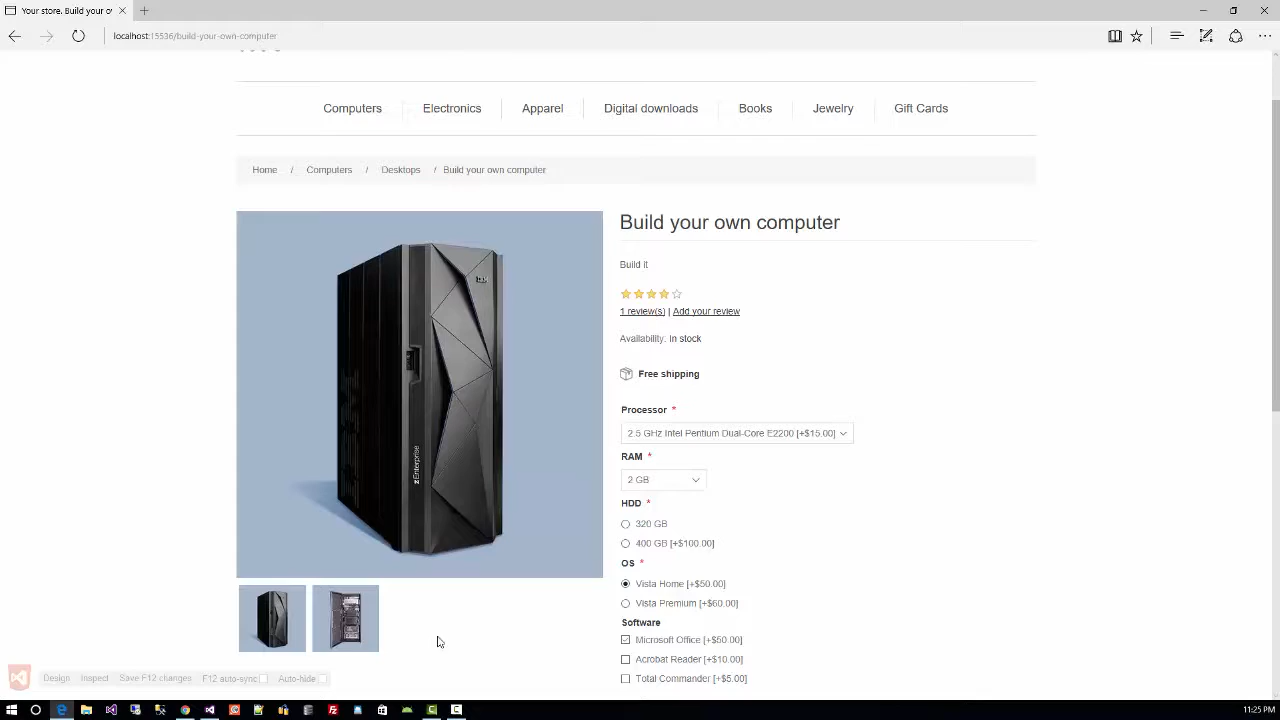 Your store. Build your o
localhost:15536/build-your-own-computer
Computers
Electronics
Apparel
Digital downloads
Books
Jewelry
Gift Cards
Home / Computers / Desktops / Build your own computer
IBM
zEnterprise
Build your own computer
Build it
1 review(s) | Add your review
Availability: In stock
Free shipping
Processor *
2.5 GHz Intel Pentium Dual-Core E2200 [+$15.00]
RAM *
2 GB
HDD *
320 GB
400 GB [+$100.00]
OS *
Vista Home [+$50.00]
Vista Premium [+$60.00]
Software
Microsoft Office [+$50.00]
Acrobat Reader [+$10.00]
Total Commander [+$5.00]
Design Inspect Save F12 changes F12 auto-sync Auto-hide
11:25 PM